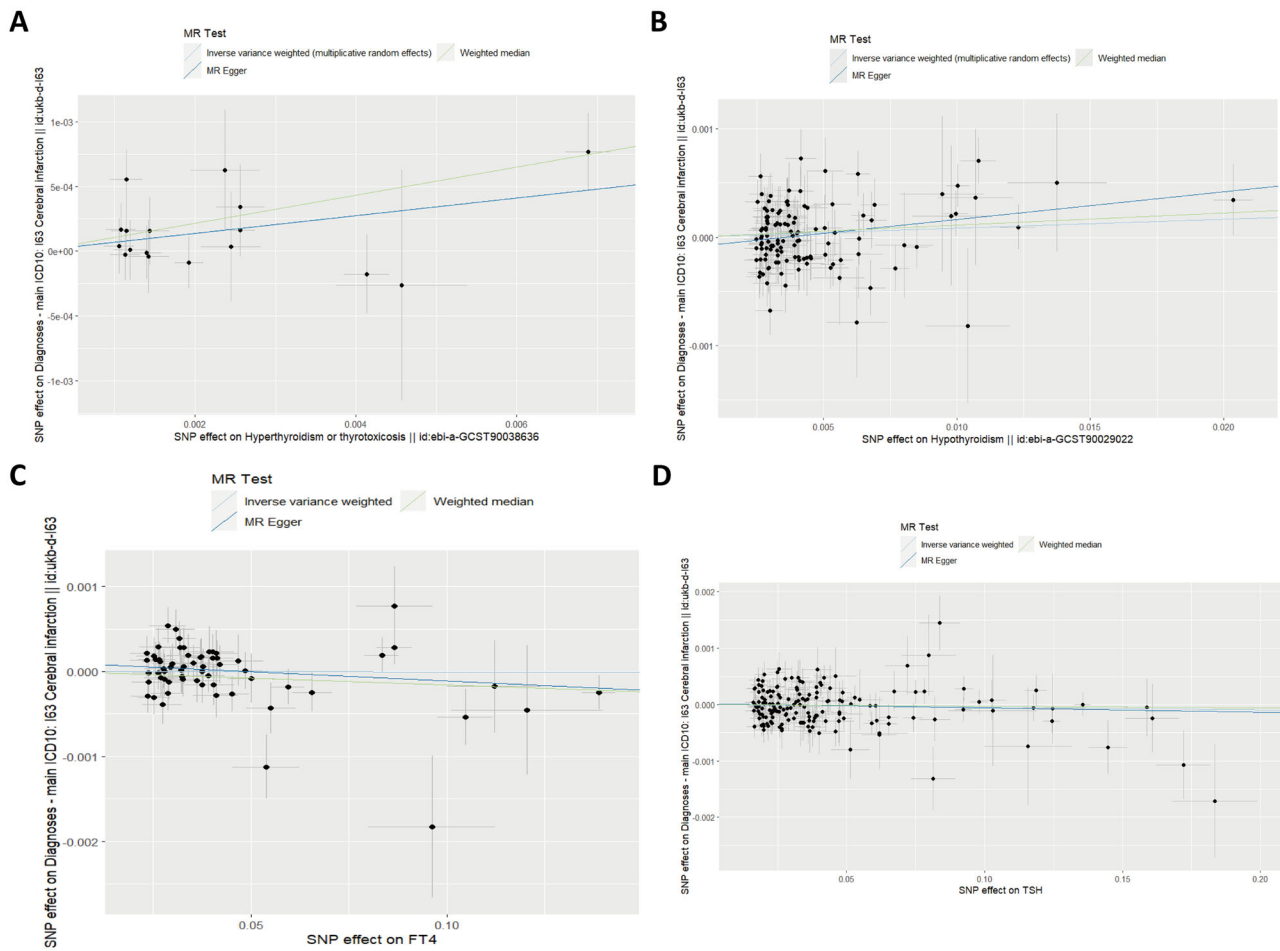 A
MR Test
Inverse variance weighted (multiplicative random effects)
Weighted median
MR Egger
SNP effect on Diagnoses - main ICD10: I63 Cerebral infarction || id:ukb-d-I63
1e-03
5e-04
0e+00
-5e-04
-1e-03
0.002
0.004
0.006
SNP effect on Hyperthyroidism or thyrotoxicosis || id:ebi-a-GCST90038636
B
MR Test
Inverse variance weighted (multiplicative random effects)
Weighted median
MR Egger
SNP effect on Diagnoses - main ICD10: I63 Cerebral infarction || id:ukb-d-I63
0.001
0.000
-0.001
0.005
0.010
0.015
0.020
SNP effect on Hypothyroidism || id:ebi-a-GCST90029022
C
MR Test
Inverse variance weighted
Weighted median
MR Egger
SNP effect on Diagnoses - main ICD10: I63 Cerebral infarction || id:ukb-d-I63
0.001
0.000
-0.001
-0.002
0.05
0.10
SNP effect on FT4
D
MR Test
Inverse variance weighted
Weighted median
MR Egger
SNP effect on Diagnoses - main ICD10: I63 Cerebral infarction || id:ukb-d-I63
0.002
0.001
0.000
-0.001
-0.002
0.05
0.10
0.15
0.20
SNP effect on TSH